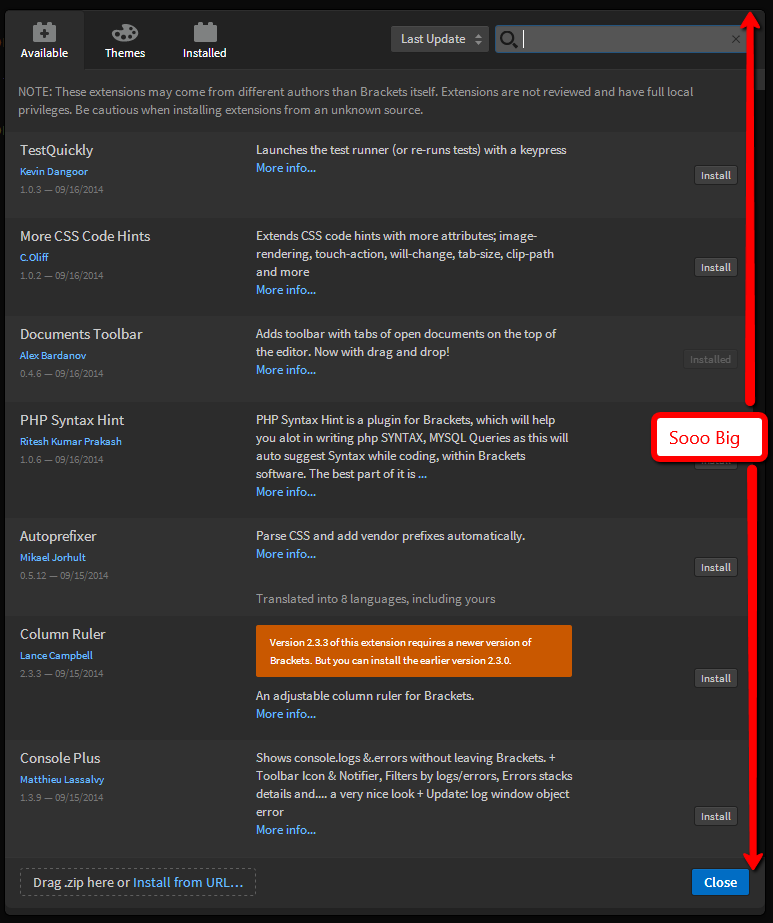 Available
Themes
Installed
Last Update
NOTE: These extensions may come from different authors than Brackets itself. Extensions are not reviewed and have full local
privileges. Be cautious when installing extensions from an unknown source.
TestQuickly
Kevin Dangoor
1.0.3 — 09/16/2014
Launches the test runner (or re-runs tests) with a keypress
More info...
Install
More CSS Code Hints
C.Oliff
1.0.2 — 09/16/2014
Extends CSS code hints with more attributes; image-
rendering, touch-action, will-change, tab-size, clip-path
and more
More info...
Install
Documents Toolbar
Alex Bardanov
0.4.6 — 09/16/2014
Adds toolbar with tabs of open documents on the top of
the editor. Now with drag and drop!
More info...
Installed
PHP Syntax Hint
Ritesh Kumar Prakash
1.0.6 — 09/16/2014
PHP Syntax Hint is a plugin for Brackets, which will help
you alot in writing php SYNTAX, MYSQL Queries as this will
auto suggest Syntax while coding, within Brackets
software. The best part of it is ...
More info...
Sooo Big
Autoprefixer
Mikael Jorhult
0.5.12 — 09/15/2014
Parse CSS and add vendor prefixes automatically.
More info...
Translated into 8 languages, including yours
Install
Column Ruler
Lance Campbell
2.3.3 — 09/15/2014
Version 2.3.3 of this extension requires a newer version of
Brackets. But you can install the earlier version 2.3.0.
An adjustable column ruler for Brackets.
More info...
Install
Console Plus
Matthieu Lassalvy
1.3.9 — 09/15/2014
Shows console.logs &.errors without leaving Brackets. +
Toolbar Icon & Notifier, Filters by logs/errors, Errors stacks
details and.... a very nice look + Update: log window object
error
More info...
Install
Drag .zip here or Install from URL...
Close